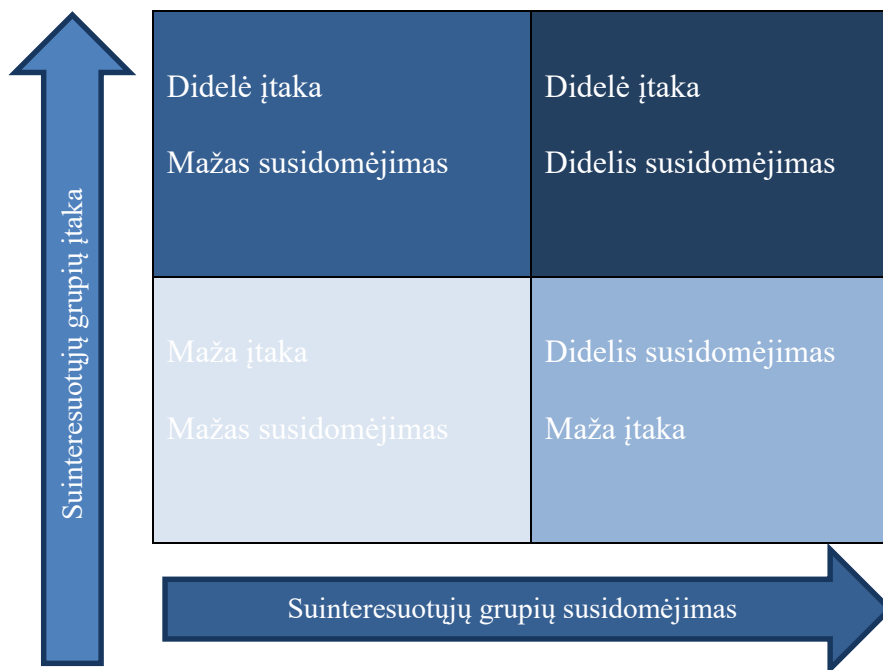 Suinteresuotųjų grupių įtaka
Didelė įtaka
Mažas susidomėjimas
Didelė įtaka
Didelis susidomėjimas
Maža įtaka
Mažas susidomėjimas
Didelis susidomėjimas
Maža įtaka
Suinteresuotųjų grupių susidomėjimas